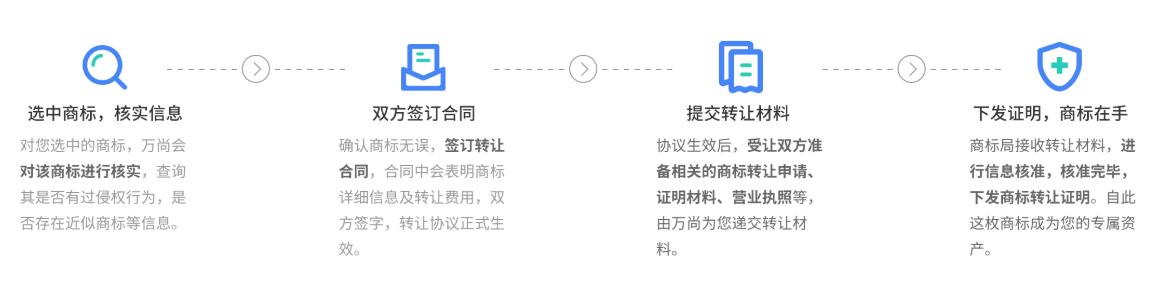 选中商标，核实信息
对您选中的商标，万尚会
对该商标进行核实，查询
其是否有过侵权行为，是
否存在近似商标等信息。
双方签订合同
确认商标无误，签订转让
合同，合同中会表明商标
详细信息及转让费用，双
方签字，转让协议正式生
效。
提交转让材料
协议生效后，受让双方准
备相关的商标转让申请、
证明材料、营业执照等，
由万尚为您递交转让材
料。
下发证明，商标在手
商标局接收转让材料，进
行信息核准，核准完毕，
下发商标转让证明。自此
这枚商标成为您的专属资
产。